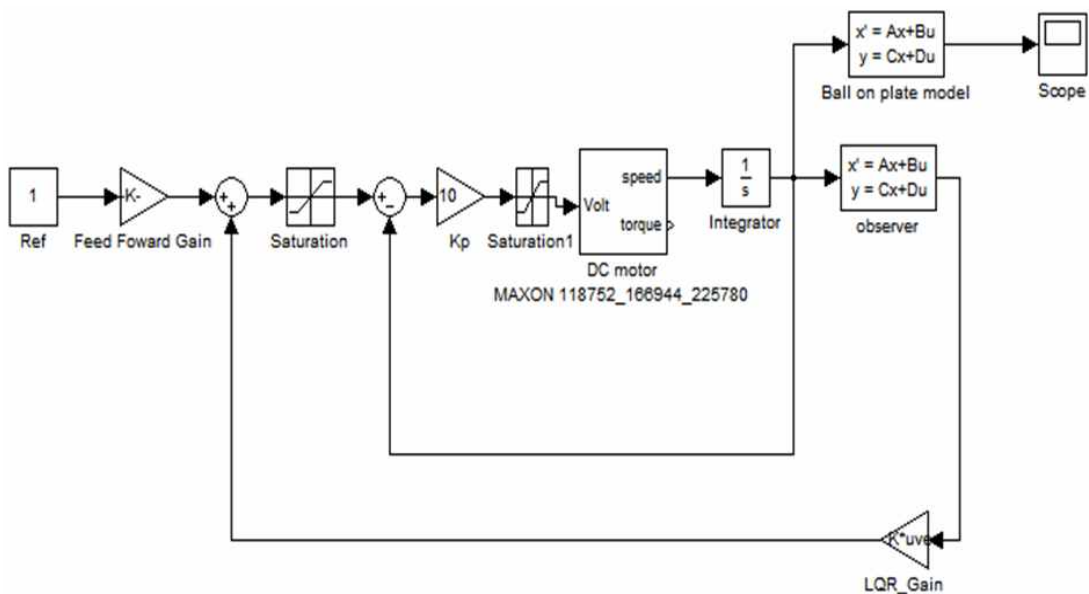 x' = Ax+Bu
y = Cx+Du
Ball on plate model
Scope
1
Ref
K-
Feed Foward Gain
+
+
Saturation
+
−
10
Kp
Saturation1
Volt
speed
torque
DC motor
MAXON 118752_166944_225780
1
s
Integrator
x' = Ax+Bu
y = Cx+Du
observer
K*uve
LQR_Gain